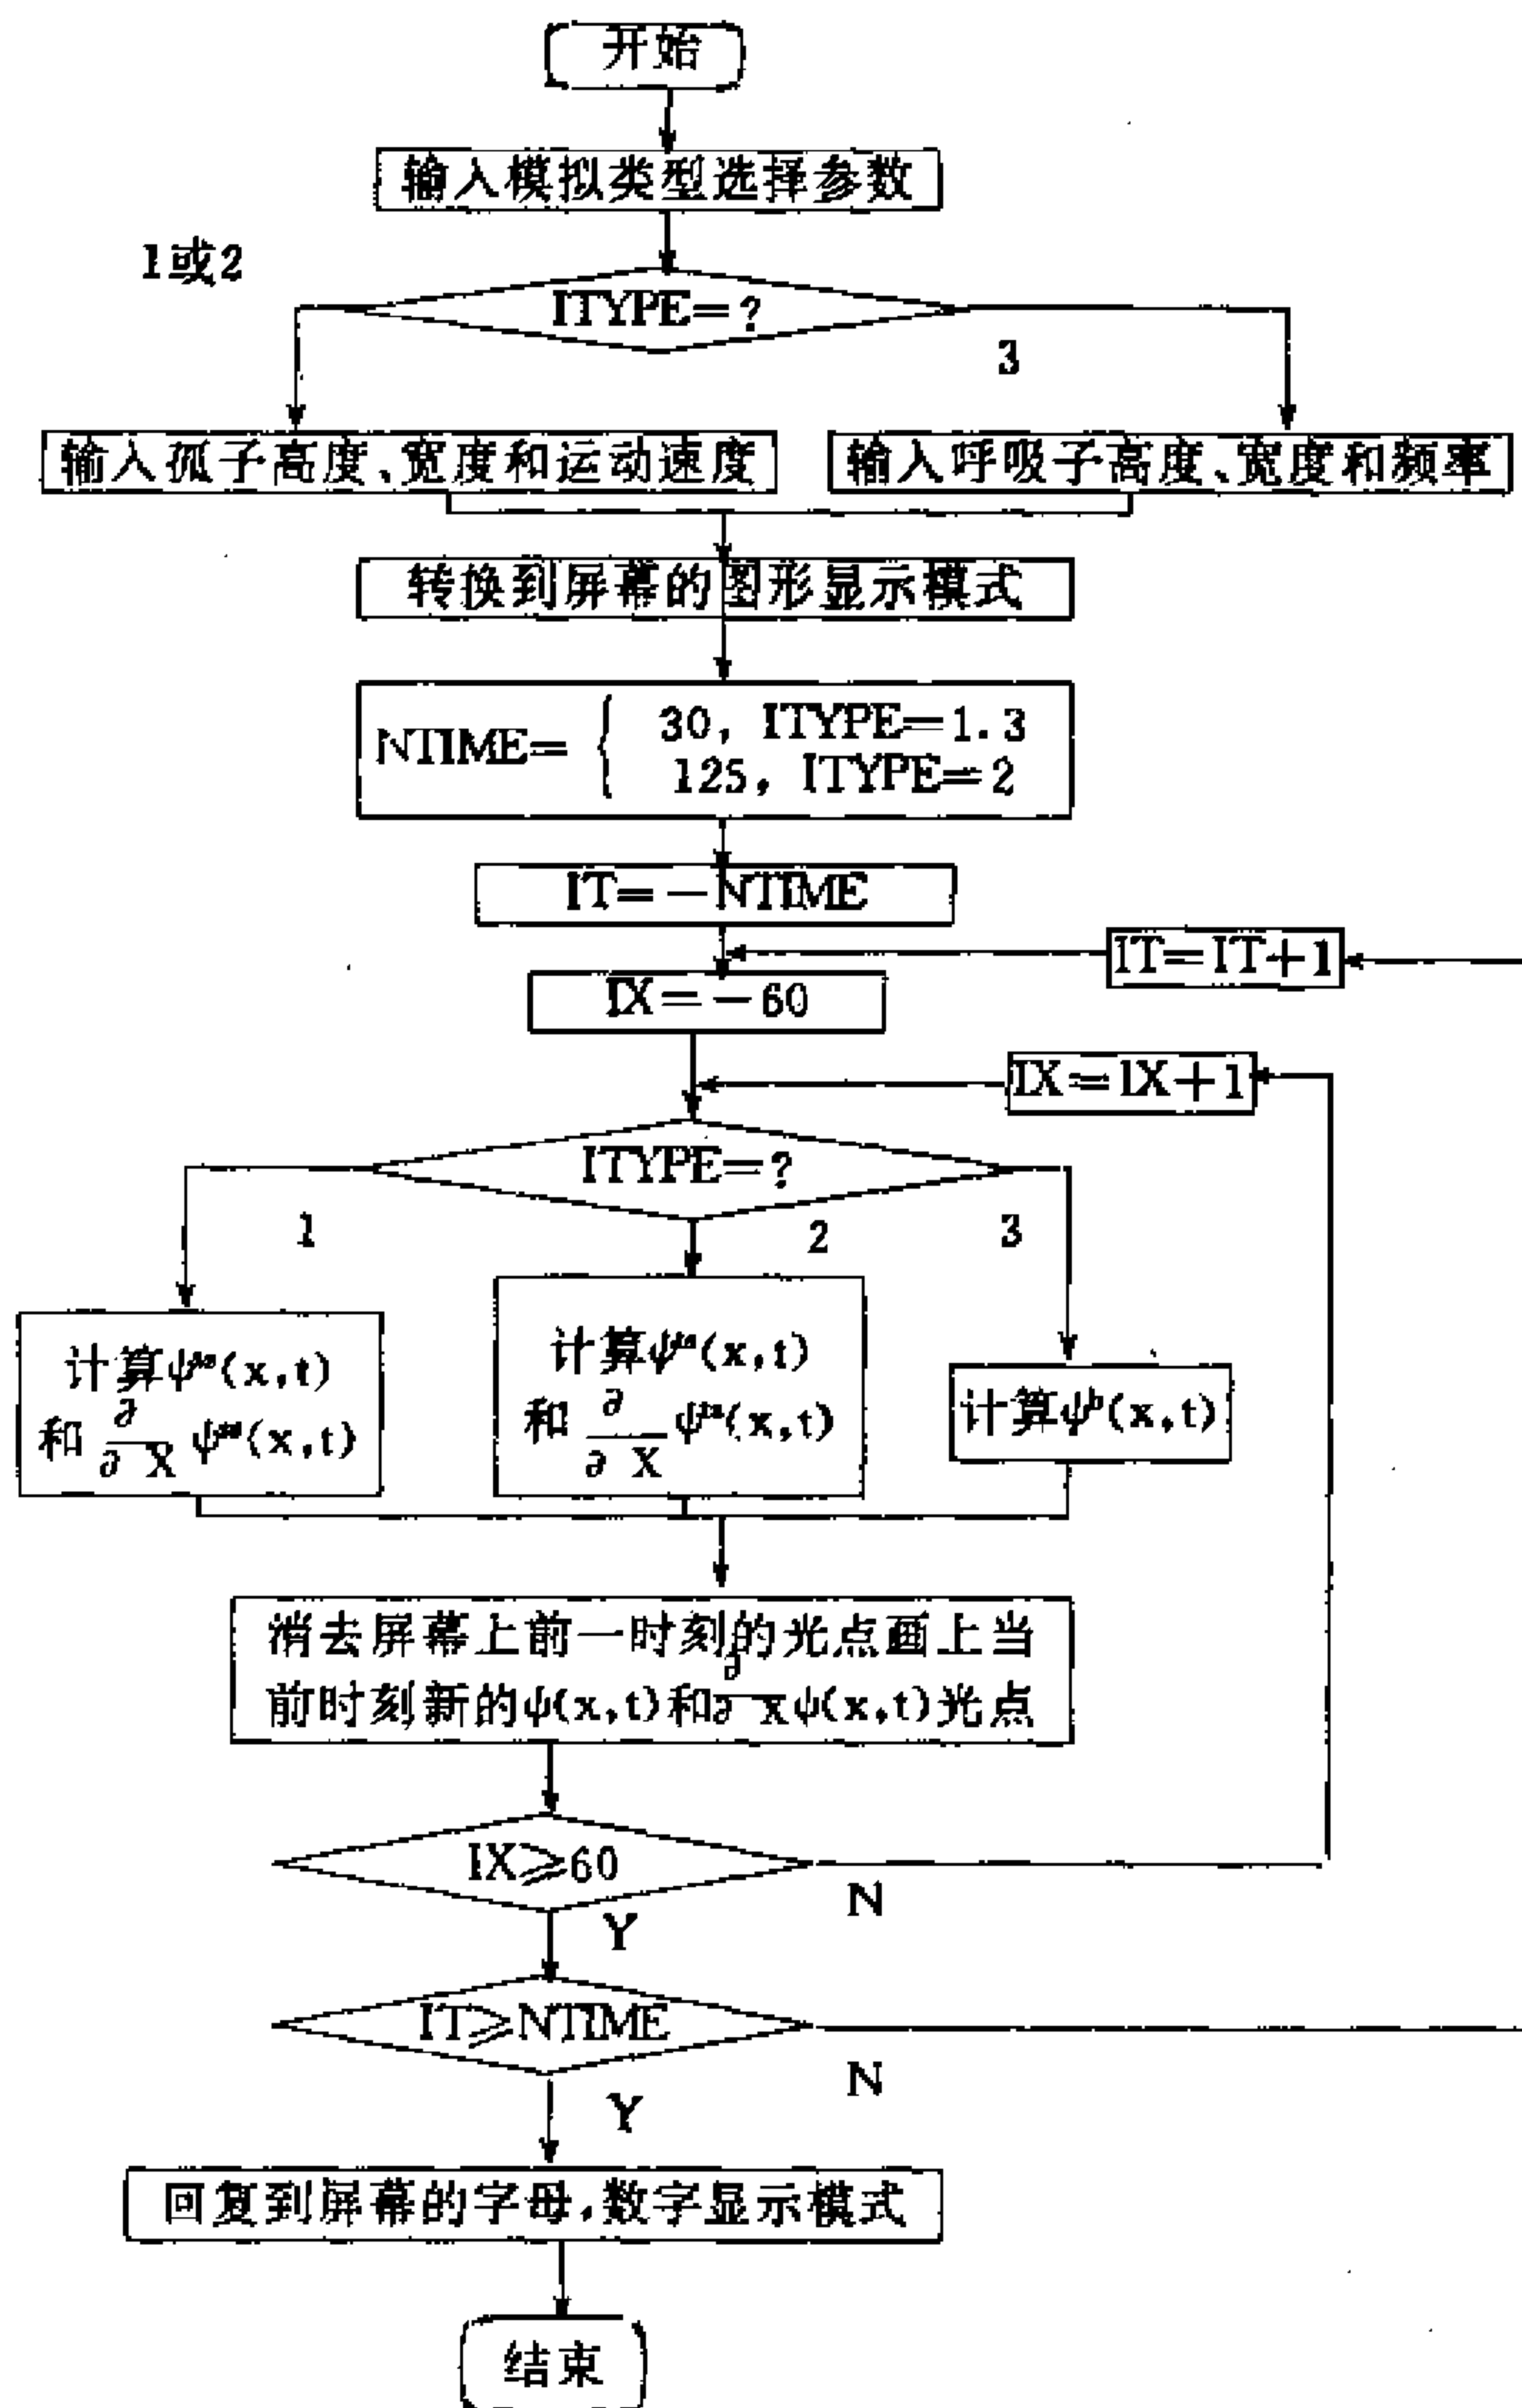 开始
输入模拟类型选择参数
1或2
ITYPE=?
3
输入孤子高度、宽度和运动速度
输入呼吸子高度、宽度和频率
转换到屏幕的图形显示模式
NTIME= { 30, ITYPE=1.3
125, ITYPE=2
IT=-NTIME
IT=IT+1
IX=-60
IX=IX+1
ITYPE=?
1
2
3
计算ψ(x,t)
和 ∂/∂X ψ(x,t)
计算ψ(x,t)
和 ∂/∂X ψ(x,t)
计算ψᵇ(x,t)
消去屏幕上前一时刻的光点画上当
前时刻新的ψ(x,t)和∂/∂X ψ(x,t)光点
IX⩾60
N
Y
IT⩾NTIME
N
Y
回复到屏幕的字母,数字显示模式
结束